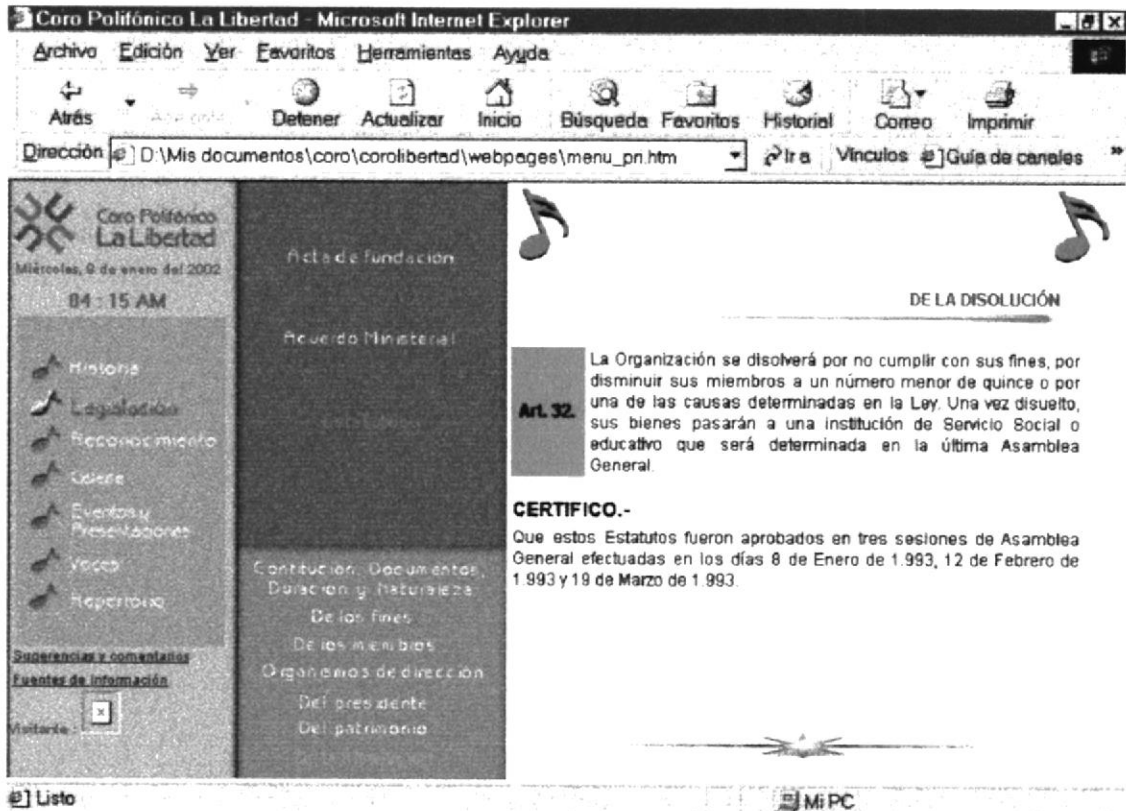 Coro Polifónico La Libertad - Microsoft Internet Explorer
Archivo Edición Ver Favoritos Herramientas Ayuda
Atrás Detener Actualizar Inicio Búsqueda Favoritos Historial Correo Imprimir
Dirección D:\Mis documentos\coro\corolibertad\webpages\menu_pri.htm Ir a Vínculos Guía de canales »
Coro Polifónico
La Libertad
Miércoles, 9 de enero del 2002
04 : 15 AM
Historia
Legislación
Reconocimiento
Eventos y
Presentaciones
Voces
Repertorio
Sugerencias y comentarios
Fuentes de información
Visitante :
Acta de fundación
Acuerdo Ministerial
Contitución, Documentos,
Duración y Naturaleza
De los fines
De los miembros
Organismos de dirección
Del presidente
Del patrimonio
DE LA DISOLUCIÓN
Art. 32.
La Organización se disolverá por no cumplir con sus fines, por
disminuir sus miembros a un número menor de quince o por
una de las causas determinadas en la Ley. Una vez disuelto,
sus bienes pasarán a una institución de Servicio Social o
educativo que será determinada en la última Asamblea
General.
CERTIFICO.-
Que estos Estatutos fueron aprobados en tres sesiones de Asamblea
General efectuadas en los días 8 de Enero de 1.993, 12 de Febrero de
1.993 y 19 de Marzo de 1.993.
Listo
Mi PC